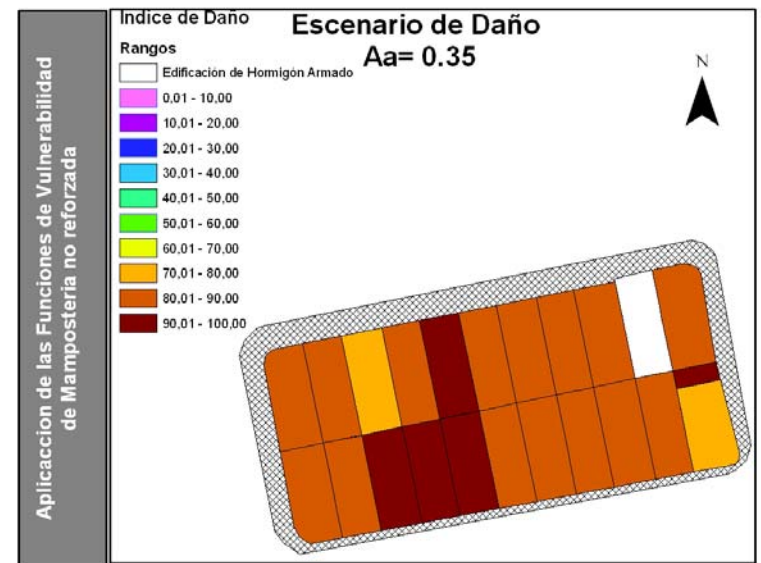 Aplicaccion de las Funciones de Vulnerabilidad
de Mamposteria no reforzada
Indice de Daño
Rangos
Edificación de Hormigón Armado
0,01 - 10,00
10,01 - 20,00
20,01 - 30,00
30,01 - 40,00
40,01 - 50,00
50,01 - 60,00
60,01 - 70,00
70,01 - 80,00
80,01 - 90,00
90,01 - 100,00
Escenario de Daño
Aa= 0.35
N